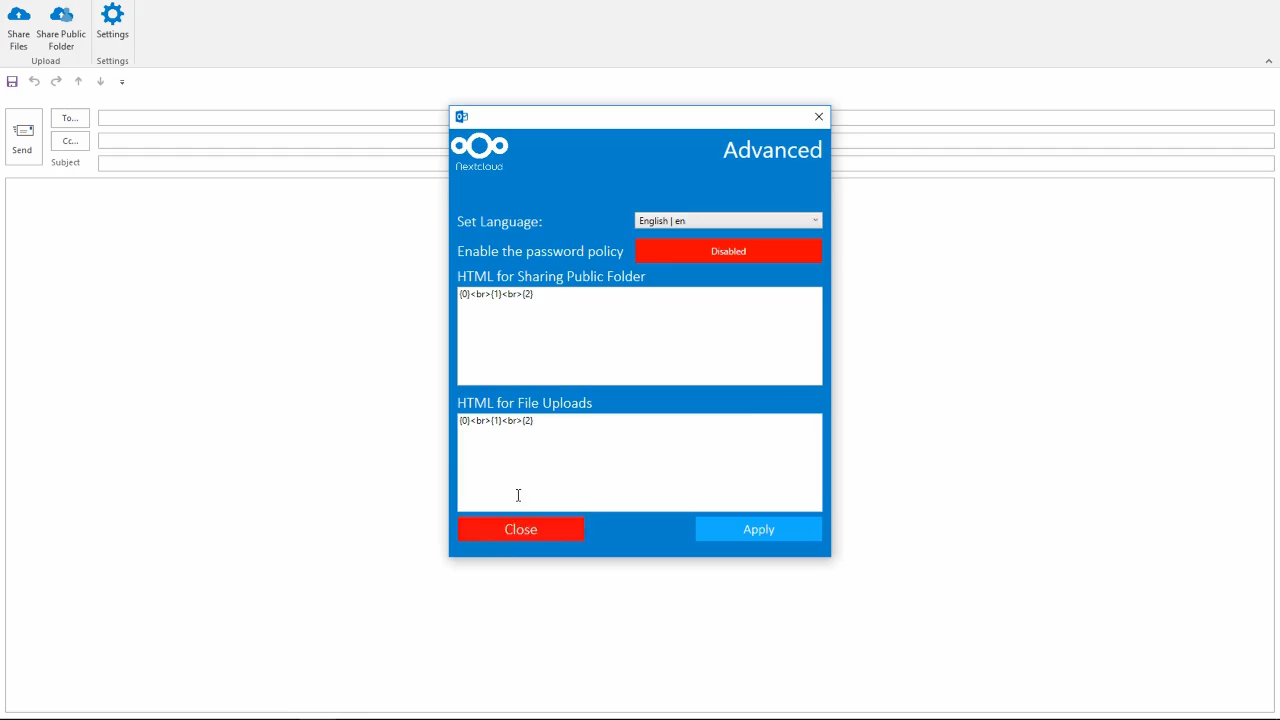 Share Files
Share Public Folder
Settings
Upload
Settings
To...
Send
Cc...
Subject
Nextcloud
Advanced
Set Language:
English | en
Enable the password policy
Disabled
HTML for Sharing Public Folder
{0}<br>{1}<br>{2}
HTML for File Uploads
{0}<br>{1}<br>{2}
Close
Apply